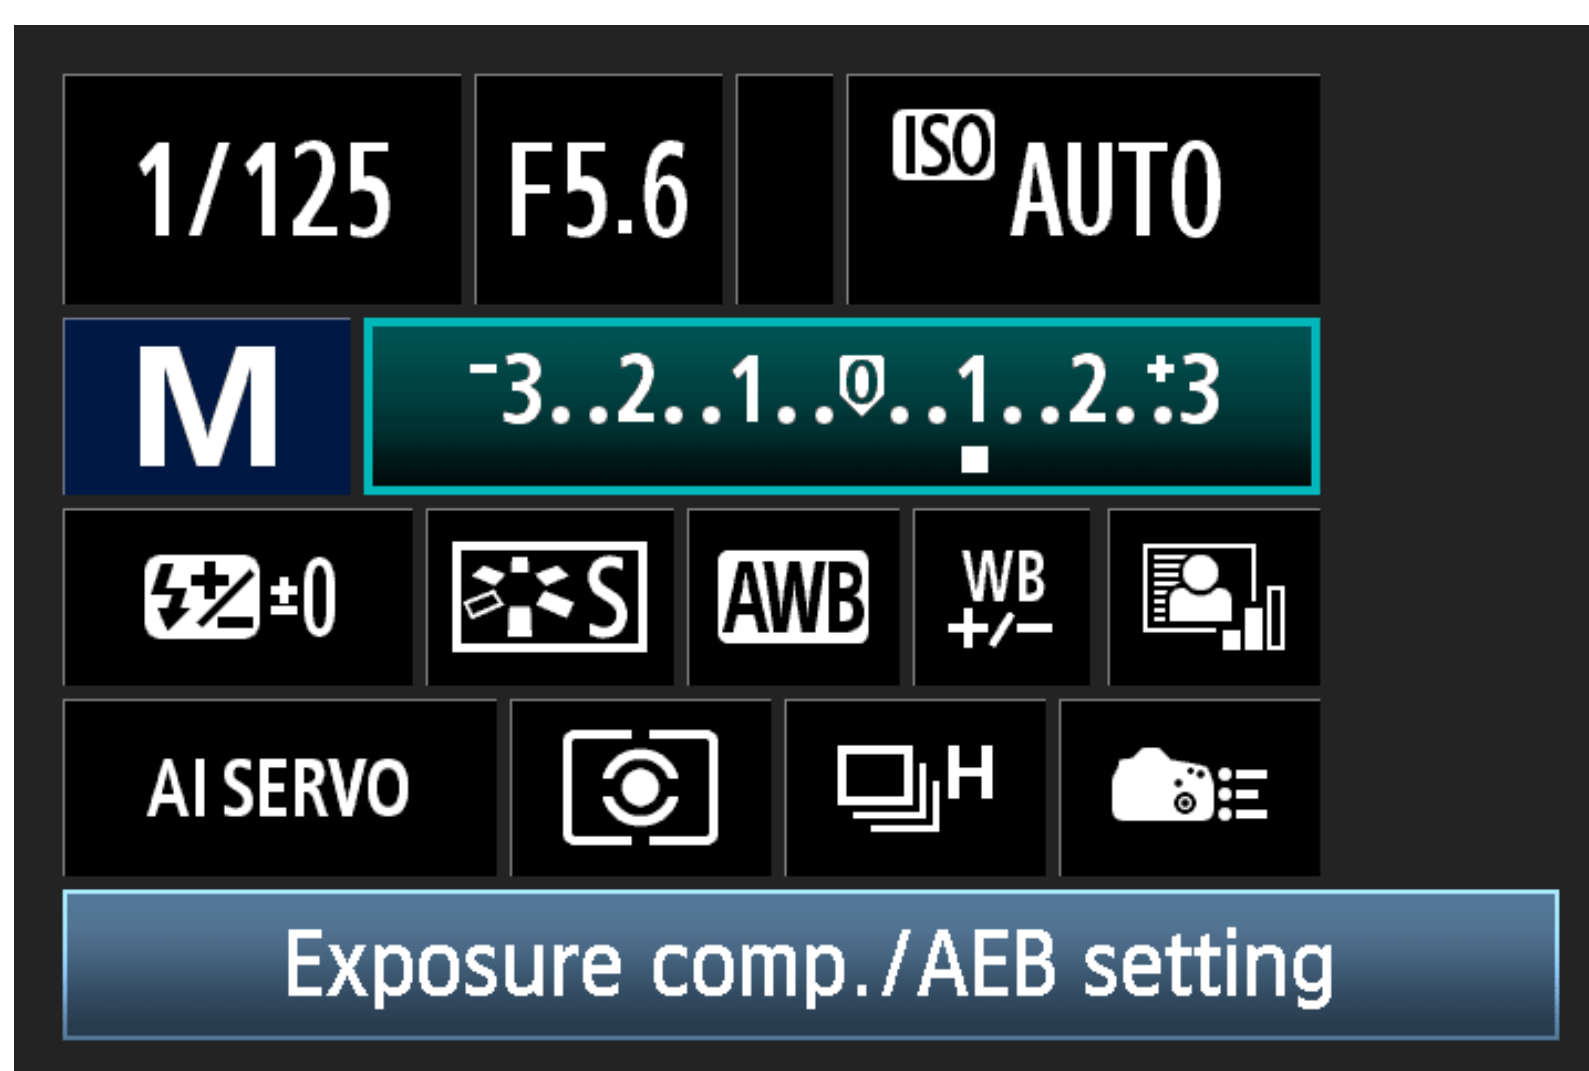 1/125 F5.6 ISO AUTO
M -3..2..1..0..1..2..+3
±0 S AWB WB +/−
AI SERVO H
Exposure comp./AEB setting